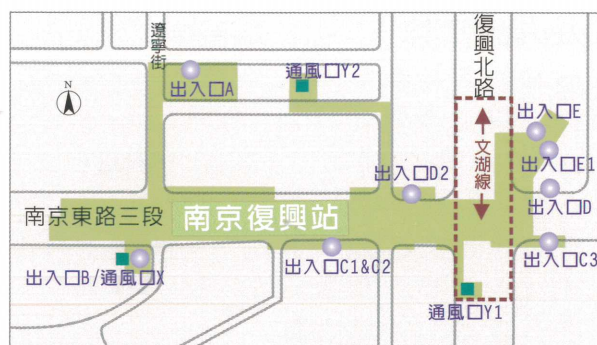 遼寧街
復興北路
通風口Y2
N
出入口A
出入口E
文湖線
出入口E1
出入口D2
出入口D
南京東路三段
南京復興站
出入口B/通風口X
出入口C1&C2
出入口C3
通風口Y1